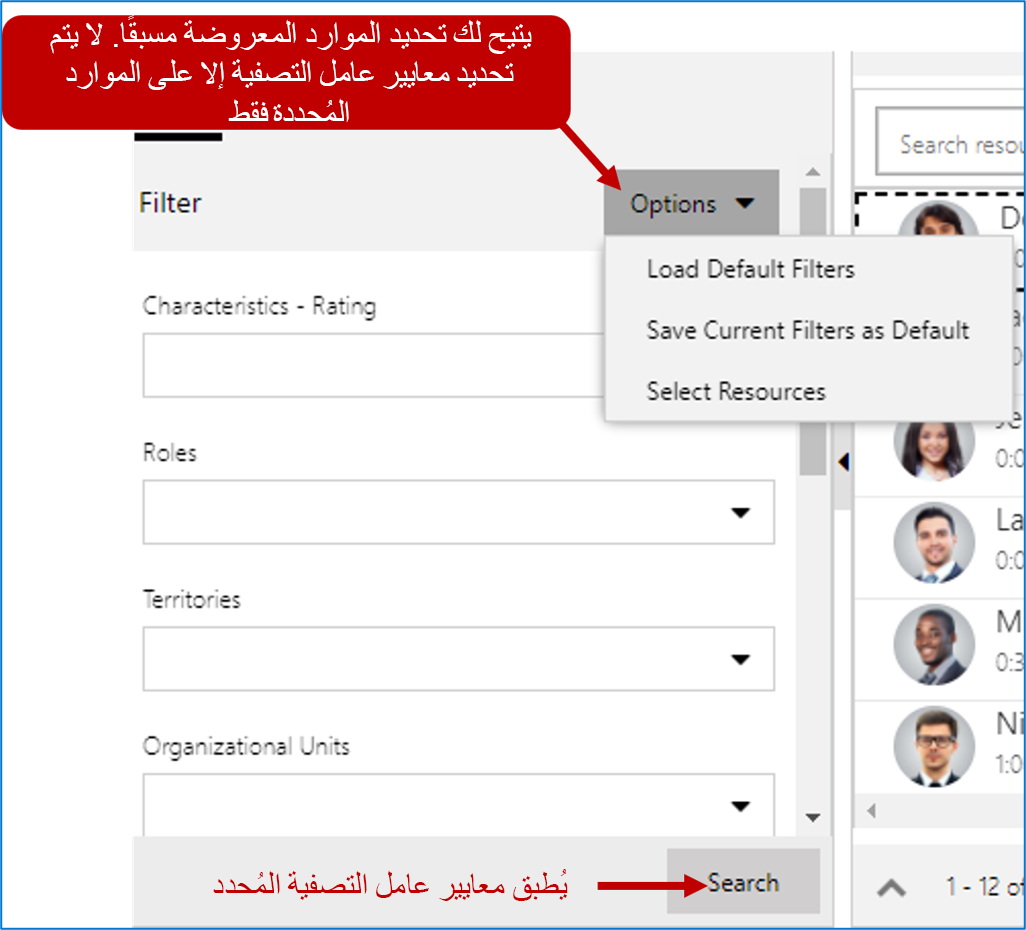 يتيح لك تحديد الموارد المعروضة مسبقًا. لا يتم
تحديد معايير عامل التصفية إلا على الموارد
المُحددة فقط
Filter
Options
Load Default Filters
Save Current Filters as Default
Select Resources
Characteristics - Rating
Roles
Territories
Organizational Units
يُطبق معايير عامل التصفية المُحدد
Search
Search
0:0
La
0:0
M
0:3
Ni
1:0
1 - 12 of